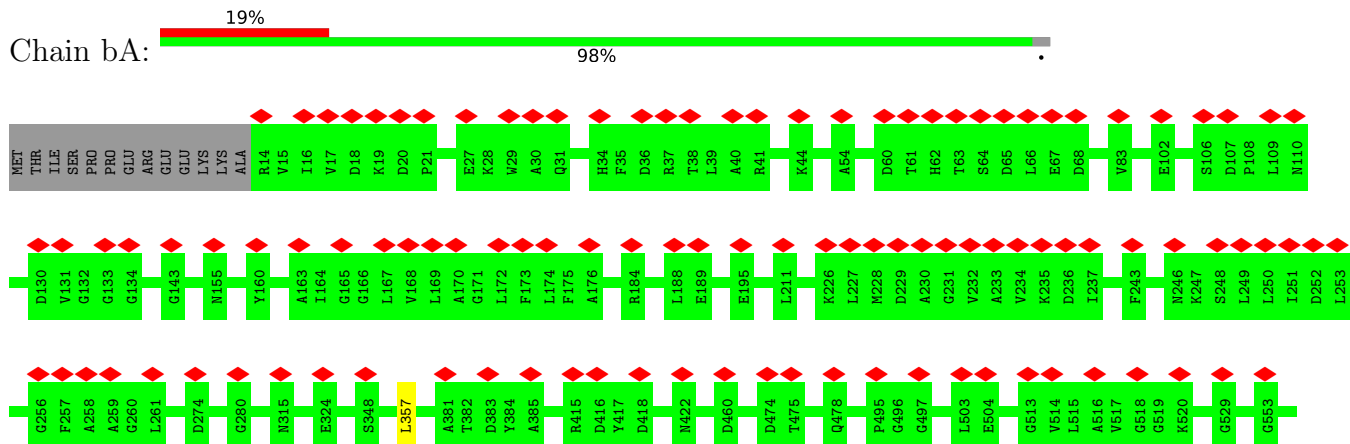 19%
Chain bA:
98%
.
MET THR ILE SER PRO PRO GLU ARG GLU GLU LYS LYS ALA R14 V15 I16 V17 D18 K19 D20 P21 E27 K28 W29 A30 Q31 H34 F35 D36 R37 T38 L39 A40 R41 K44 A54 D60 T61 H62 T63 S64 D65 L66 E67 D68 V83 E102 S106 D107 P108 L109 N110
D130 V131 G132 G133 G134 G143 N155 Y160 A163 I164 G165 G166 L167 V168 L169 A170 G171 L172 F173 L174 F175 A176 R184 L188 E189 E195 L211 K226 L227 M228 D229 A230 G231 V232 A233 V234 K235 D236 I237 F243 N246 K247 S248 L249 L250 I251 D252 L253
G256 F257 A258 A259 G260 L261 D274 G280 N315 E324 S348 L357 A381 T382 D383 Y384 A385 R415 D416 Y417 D418 N422 D460 D474 T475 Q478 P495 G496 G497 L503 E504 G513 V514 L515 A516 V517 G518 G519 K520 G529 G553